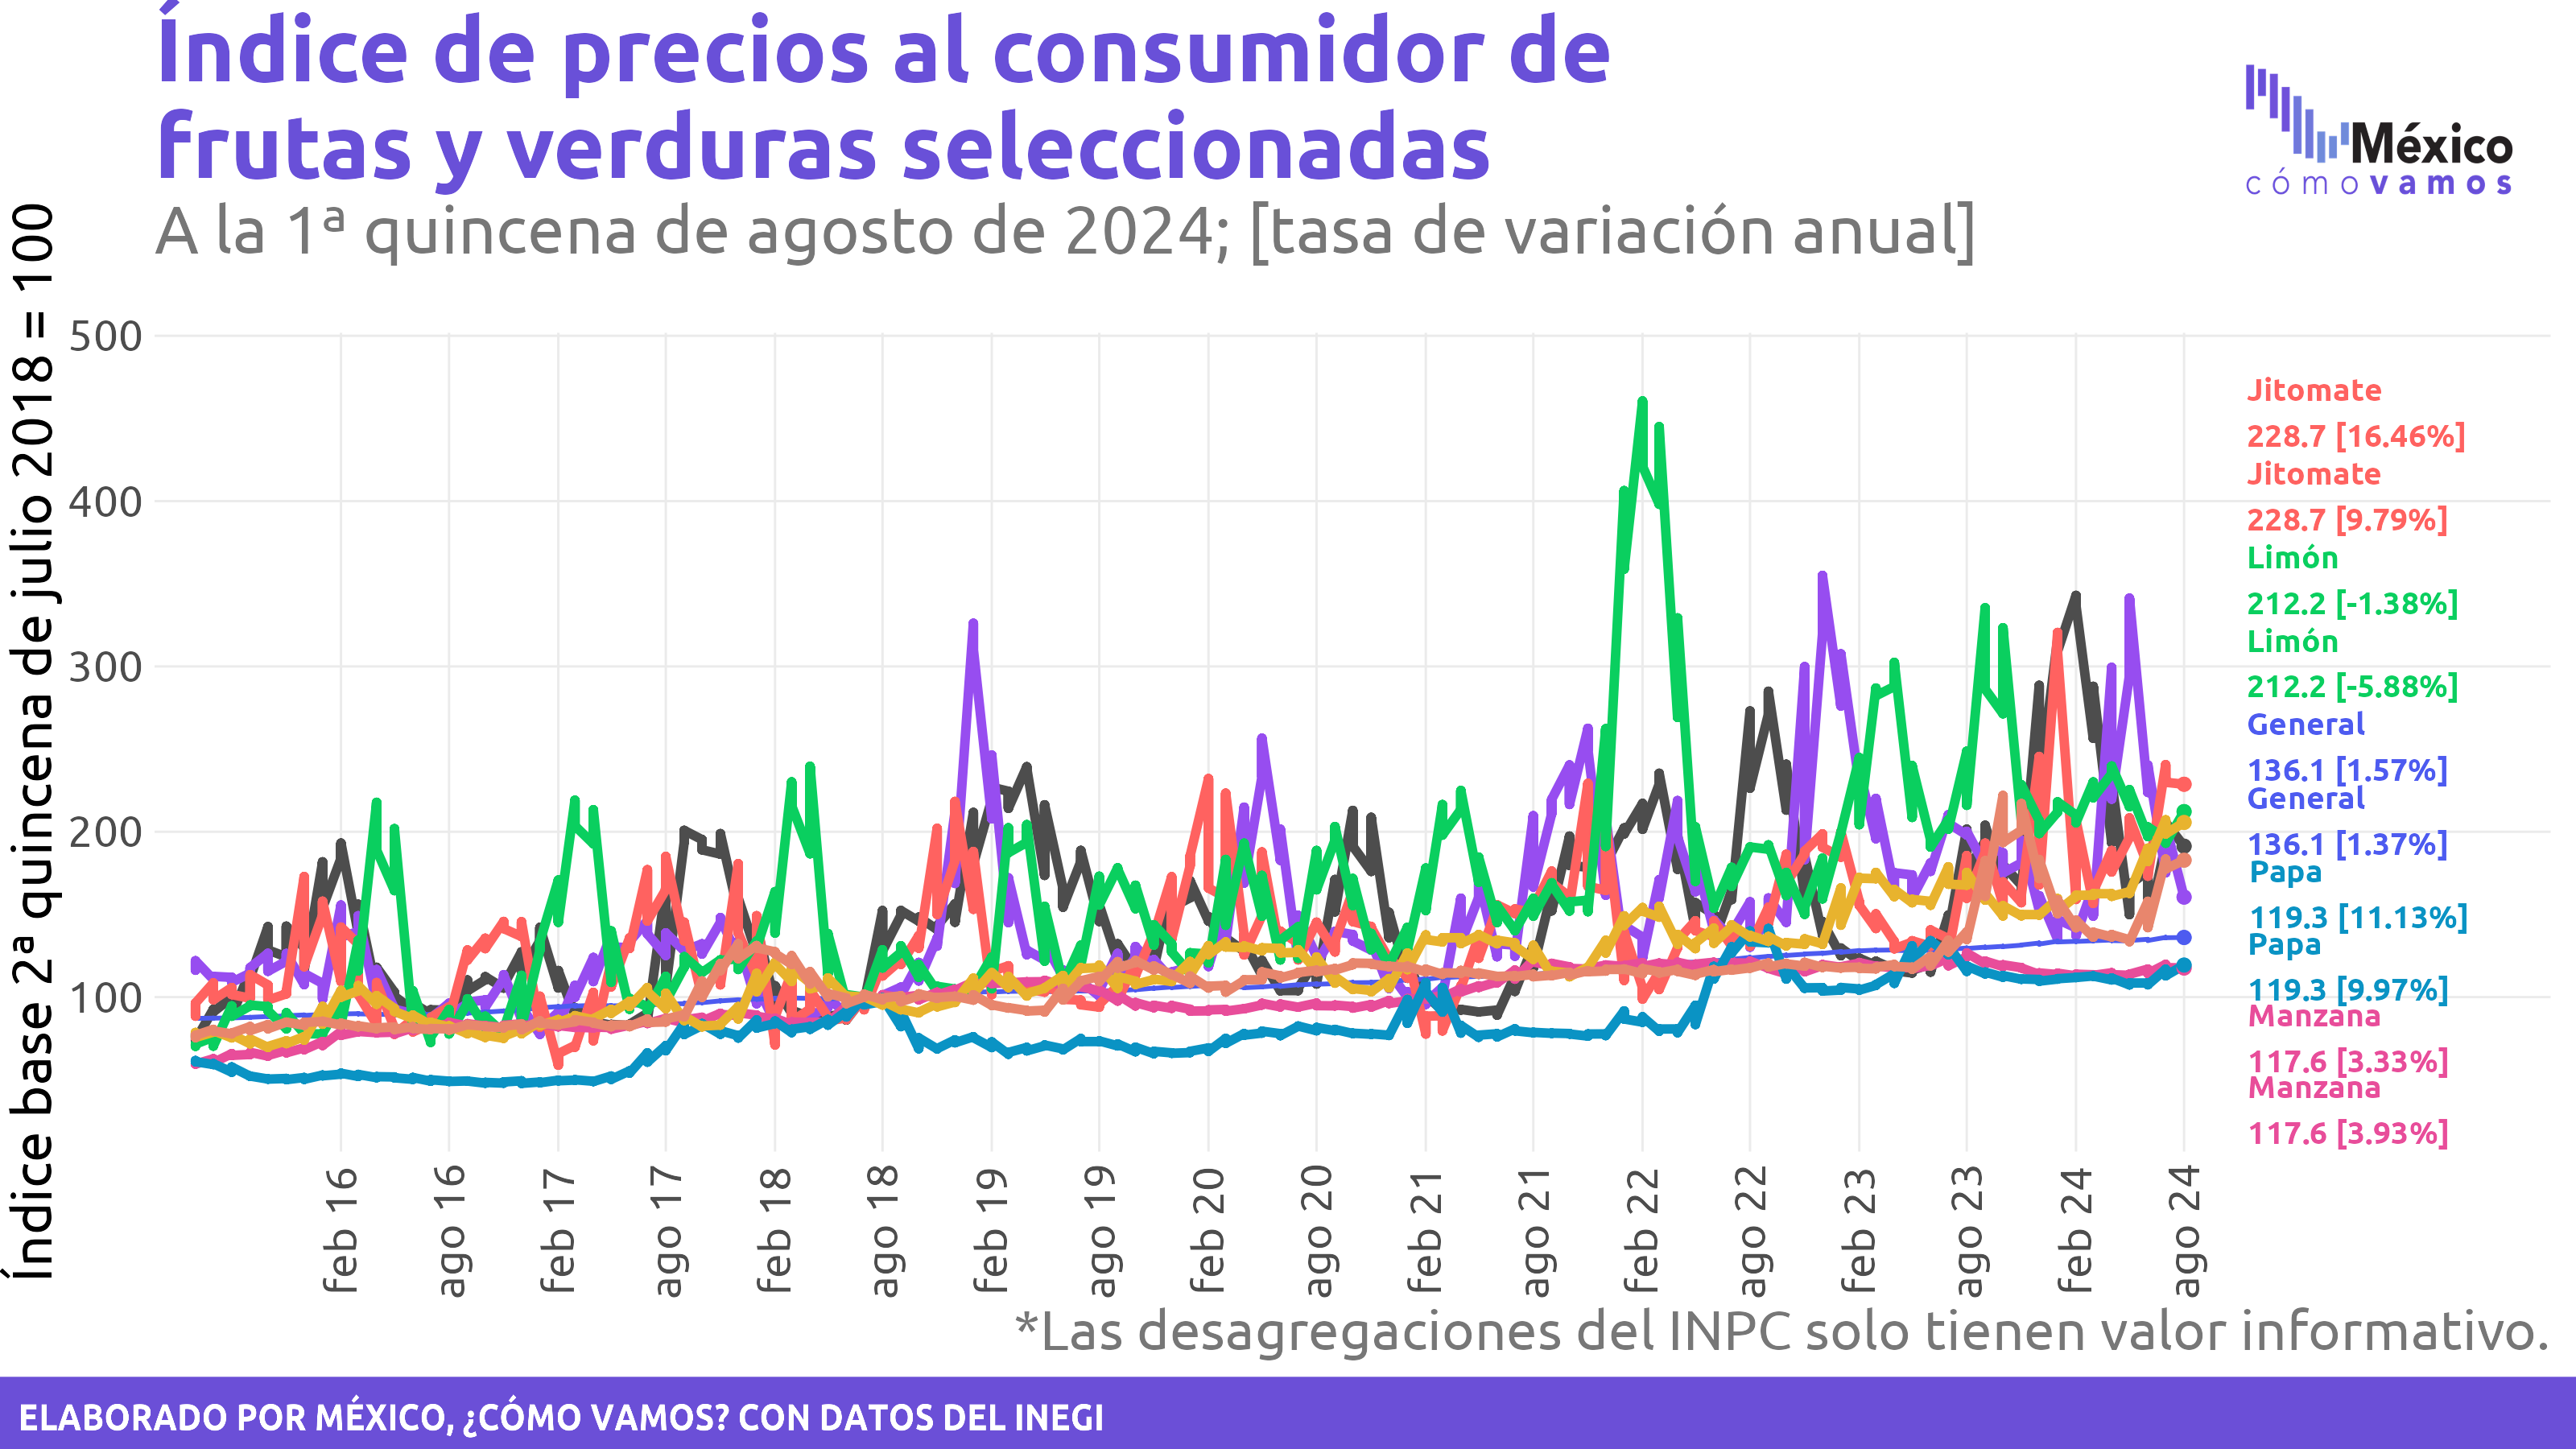 Índice de precios al consumidor de
frutas y verduras seleccionadas
A la 1ª quincena de agosto de 2024; [tasa de variación anual]
México
cómo vamos
Índice base 2ª quincena de julio 2018 = 100
500
400
300
200
100
Jitomate
228.7 [16.46%]
Jitomate
228.7 [9.79%]
Limón
212.2 [-1.38%]
Limón
212.2 [-5.88%]
General
136.1 [1.57%]
General
136.1 [1.37%]
Papa
119.3 [11.13%]
Papa
119.3 [9.97%]
Manzana
117.6 [3.33%]
Manzana
117.6 [3.93%]
feb 16
ago 16
feb 17
ago 17
feb 18
ago 18
feb 19
ago 19
feb 20
ago 20
feb 21
ago 21
feb 22
ago 22
feb 23
ago 23
feb 24
ago 24
*Las desagregaciones del INPC solo tienen valor informativo.
ELABORADO POR MÉXICO, ¿CÓMO VAMOS? CON DATOS DEL INEGI